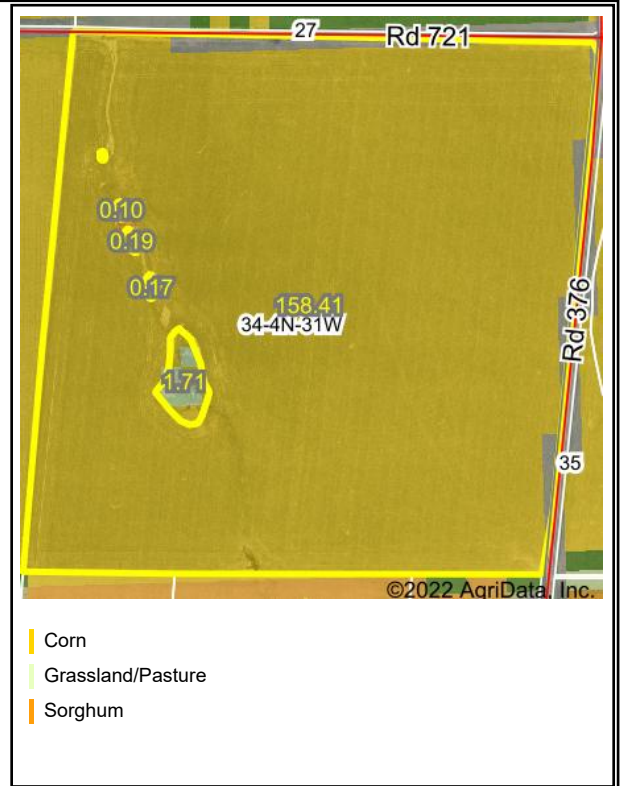 27
Rd 721
0.10
0.19
0.17
158.41
34-4N-31W
Rd 376
1.71
35
©2022 AgriData, Inc.
Corn
Grassland/Pasture
Sorghum